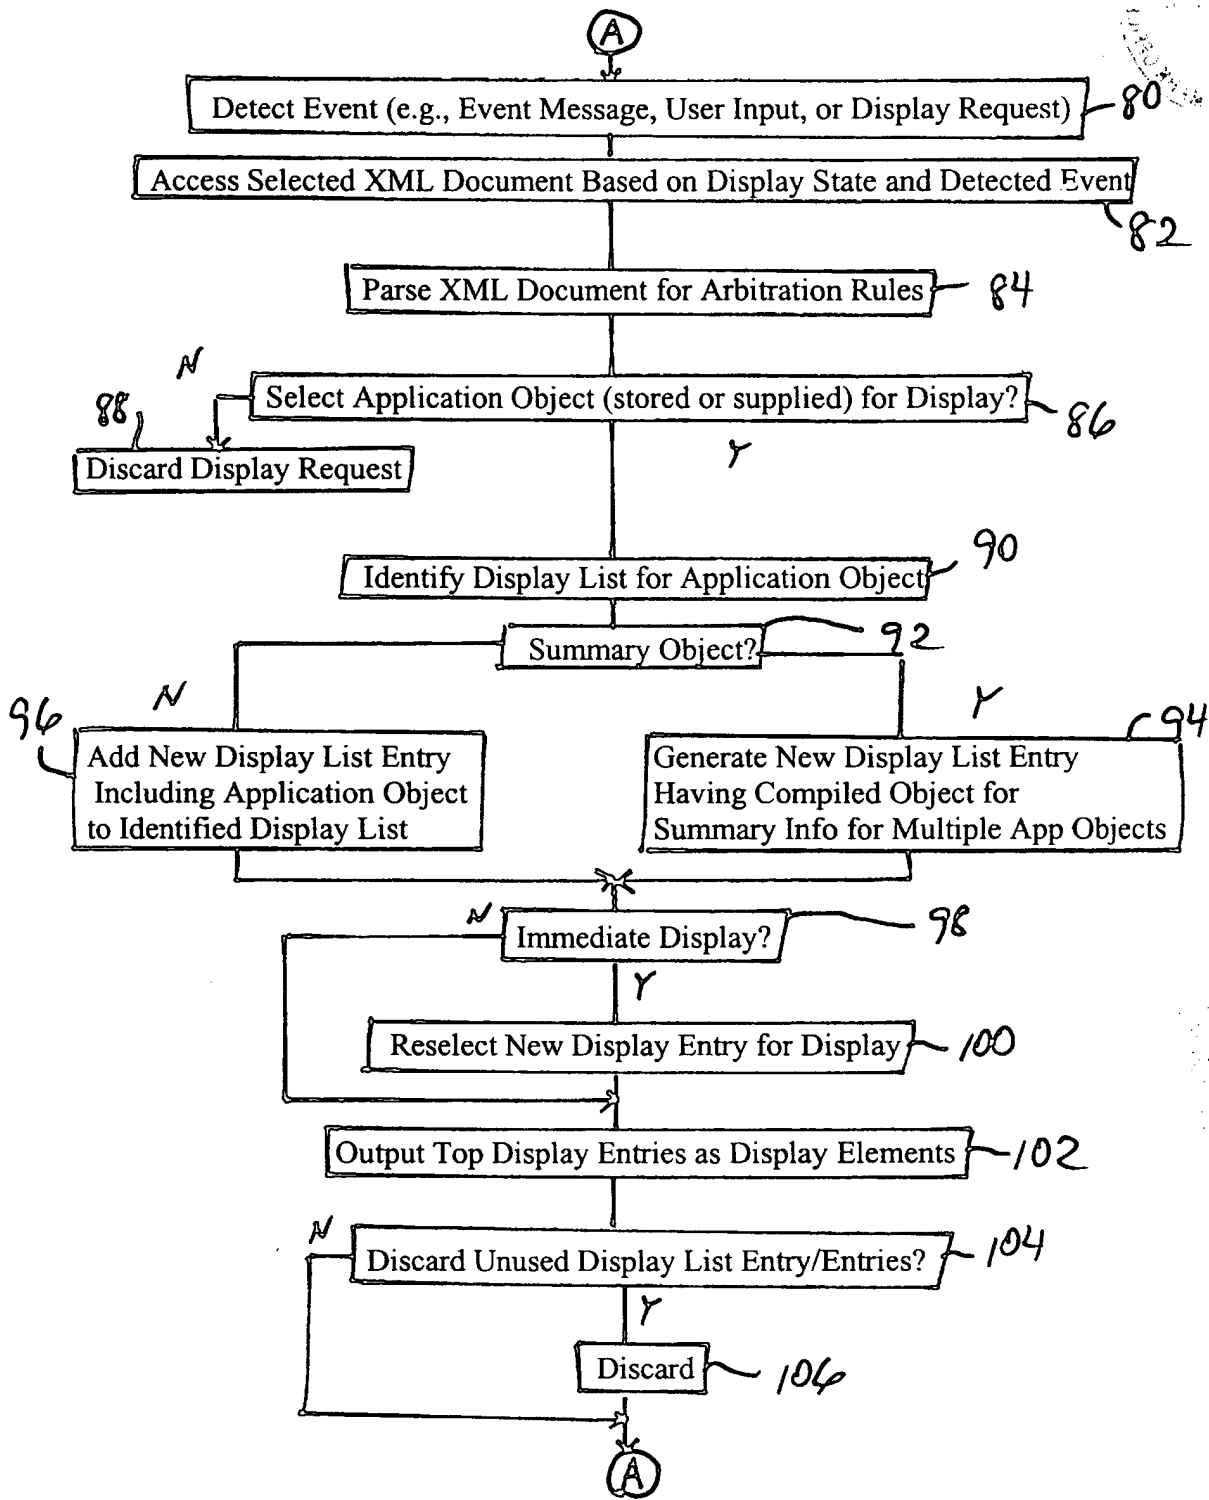 A
Detect Event (e.g., Event Message, User Input, or Display Request)
80
Access Selected XML Document Based on Display State and Detected Event
82
Parse XML Document for Arbitration Rules
84
N
Select Application Object (stored or supplied) for Display?
86
88
Y
Discard Display Request
90
Identify Display List for Application Object
92
Summary Object?
N
Y
96
94
Add New Display List Entry
Including Application Object
to Identified Display List
Generate New Display List Entry
Having Compiled Object for
Summary Info for Multiple App Objects
N
98
Immediate Display?
Y
Reselect New Display Entry for Display
100
Output Top Display Entries as Display Elements
102
N
Discard Unused Display List Entry/Entries?
104
Y
Discard
106
A